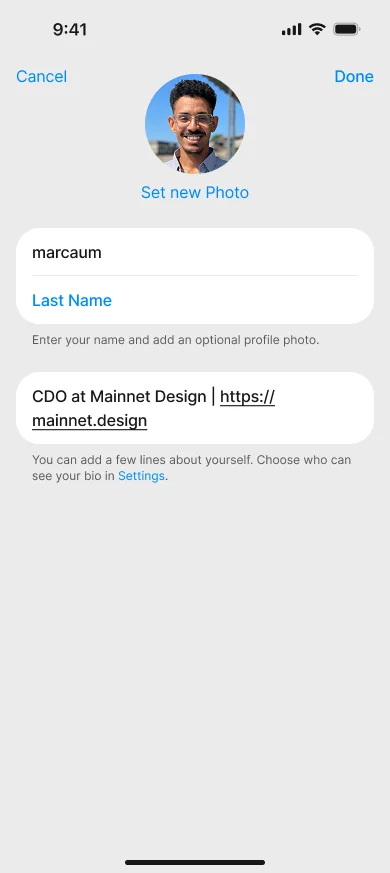 9:41
Cancel
Done
Set new Photo
marcaum
Last Name
Enter your name and add an optional profile photo.
CDO at Mainnet Design | https://
mainnet.design
You can add a few lines about yourself. Choose who can
see your bio in Settings.